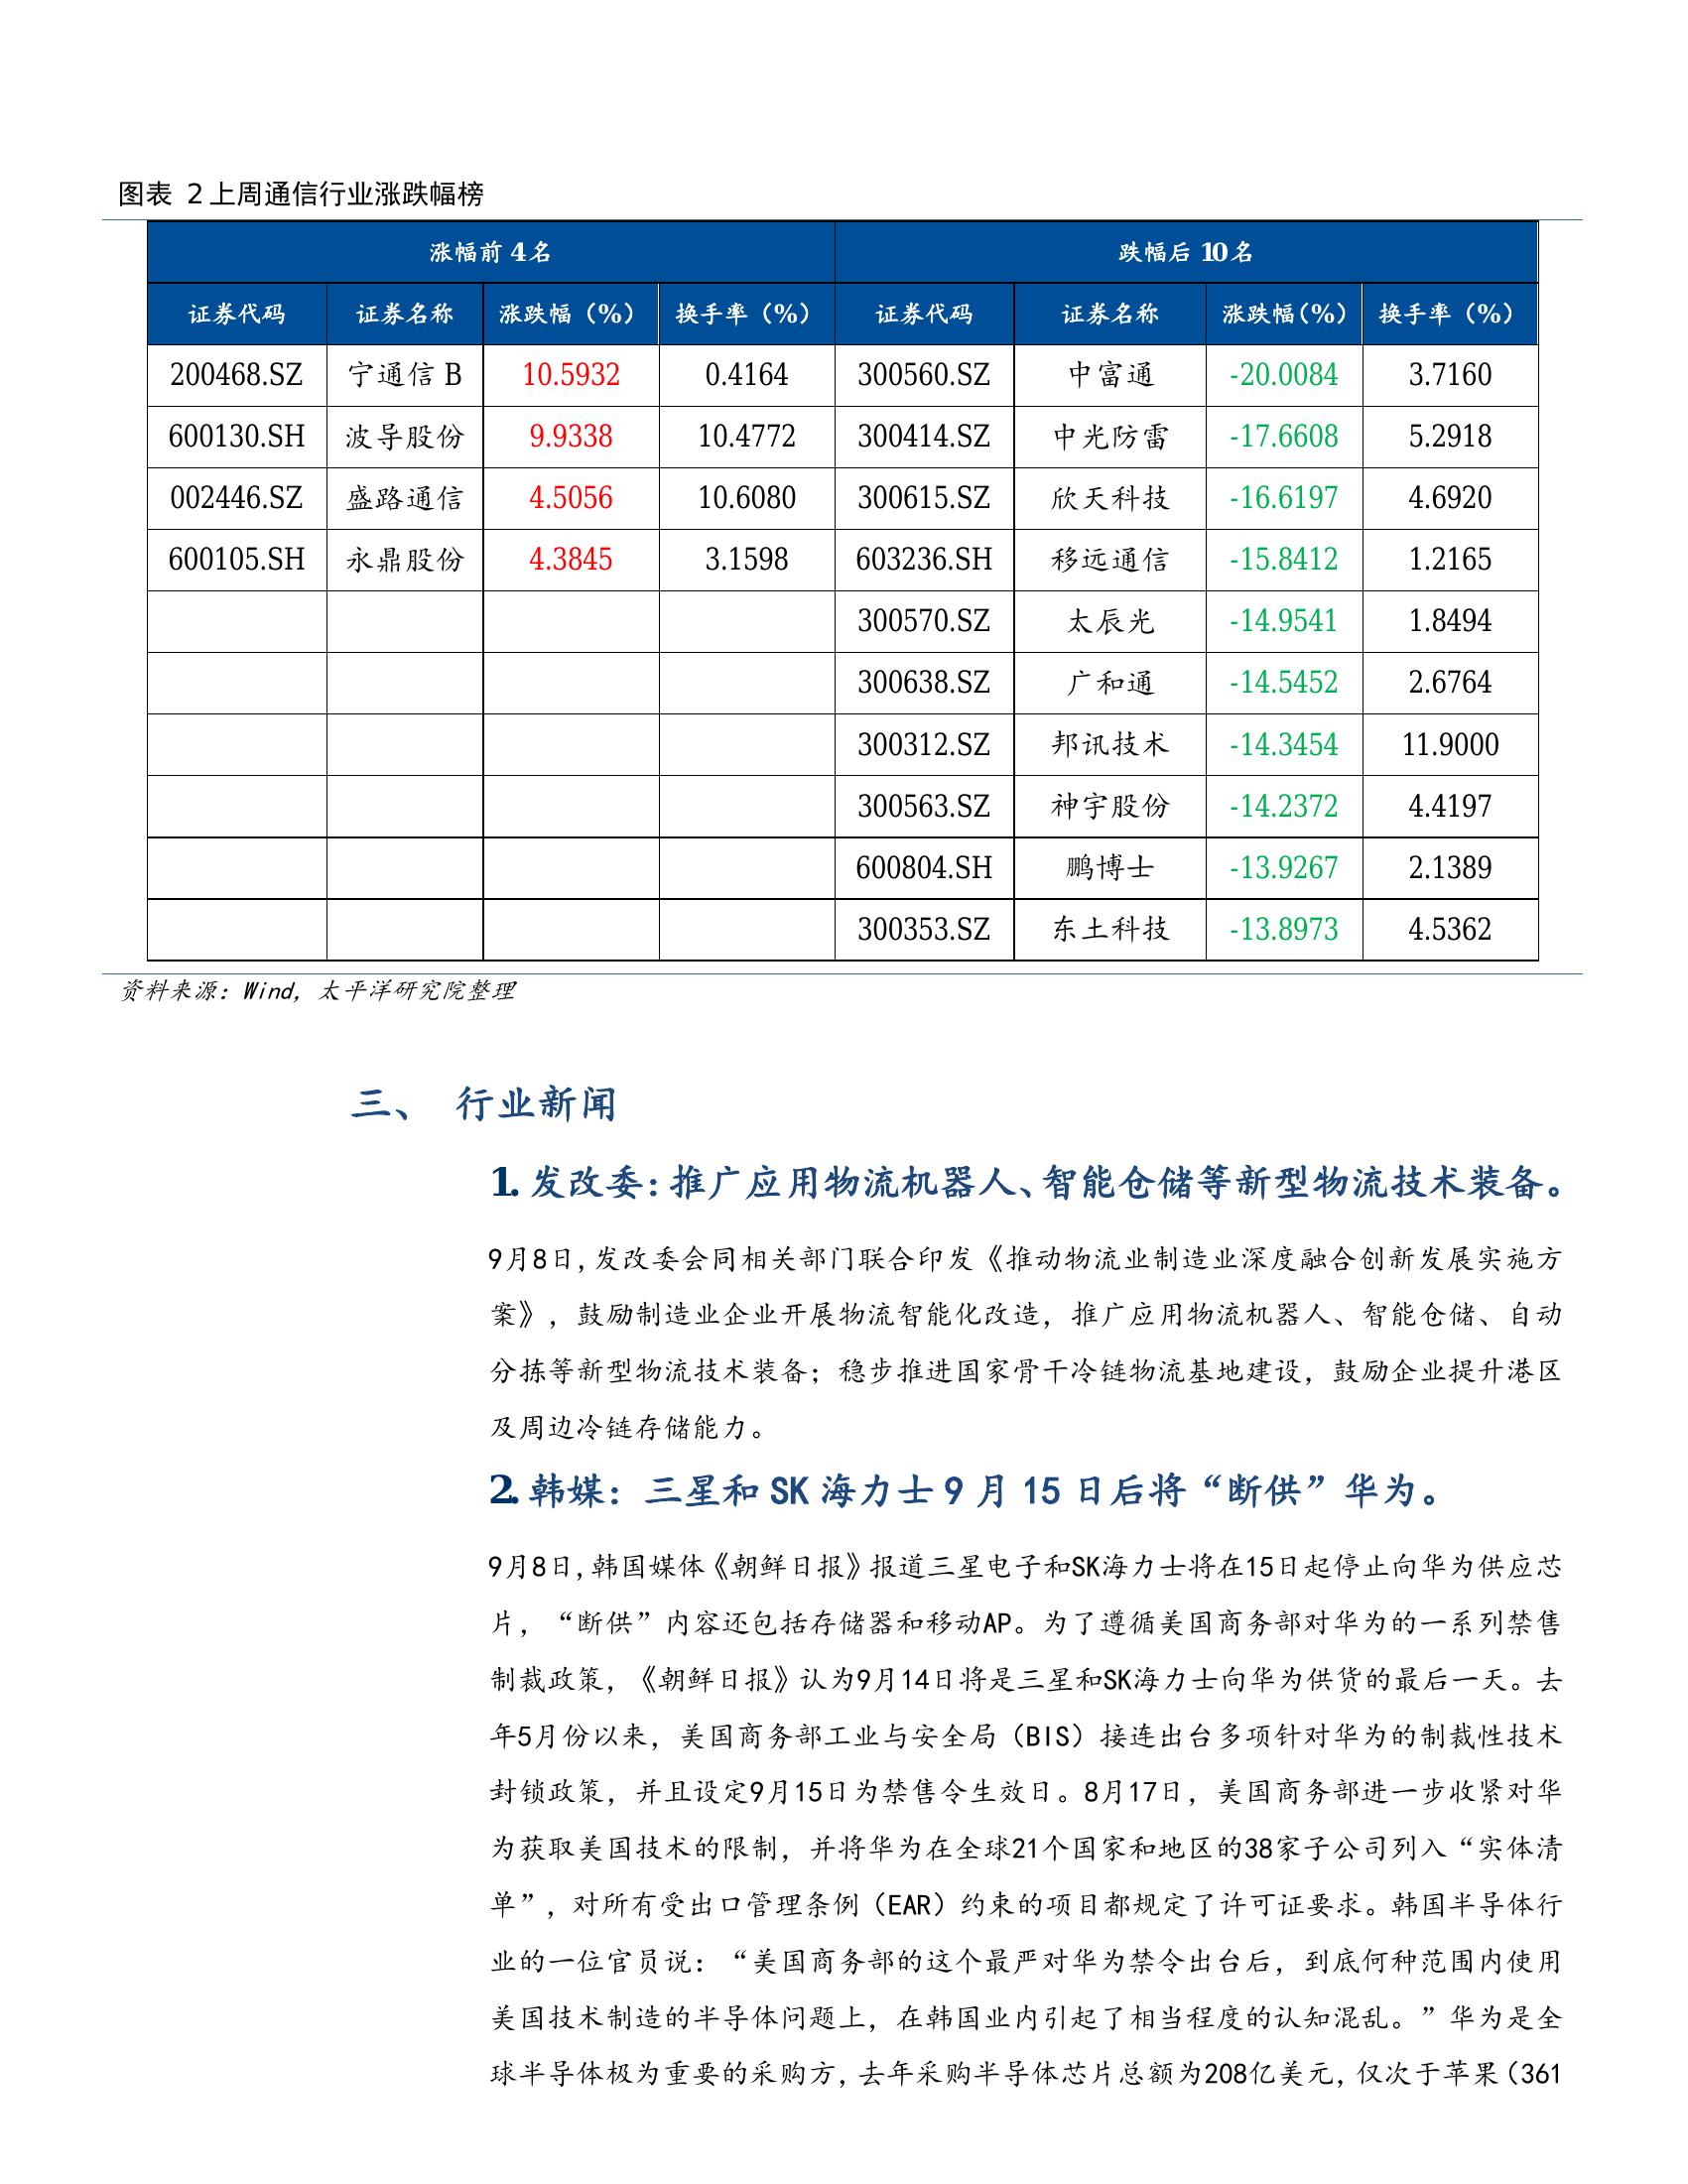 图表 2 上周通信行业涨跌幅榜
涨幅前 4 名 跌幅后 10 名
证券代码 证券名称 涨跌幅（%） 换手率（%） 证券代码 证券名称 涨跌幅（%） 换手率（%）
200468.SZ 宁通信 B 10.5932 0.4164 300560.SZ 中富通 -20.0084 3.7160
600130.SH 波导股份 9.9338 10.4772 300414.SZ 中光防雷 -17.6608 5.2918
002446.SZ 盛路通信 4.5056 10.6080 300615.SZ 欣天科技 -16.6197 4.6920
600105.SH 永鼎股份 4.3845 3.1598 603236.SH 移远通信 -15.8412 1.2165
300570.SZ 太辰光 -14.9541 1.8494
300638.SZ 广和通 -14.5452 2.6764
300312.SZ 邦讯技术 -14.3454 11.9000
300563.SZ 神宇股份 -14.2372 4.4197
600804.SH 鹏博士 -13.9267 2.1389
300353.SZ 东土科技 -13.8973 4.5362
资料来源：Wind，太平洋研究院整理
三、 行业新闻
1. 发改委：推广应用物流机器人、智能仓储等新型物流技术装备。
9月8日，发改委会同相关部门联合印发《推动物流业制造业深度融合创新发展实施方
案》，鼓励制造业企业开展物流智能化改造，推广应用物流机器人、智能仓储、自动
分拣等新型物流技术装备；稳步推进国家骨干冷链物流基地建设，鼓励企业提升港区
及周边冷链存储能力。
2. 韩媒：三星和 SK 海力士 9 月 15 日后将“断供”华为。
9月8日，韩国媒体《朝鲜日报》报道三星电子和SK海力士将在15日起停止向华为供应芯
片，“断供”内容还包括存储器和移动AP。为了遵循美国商务部对华为的一系列禁售
制裁政策，《朝鲜日报》认为9月14日将是三星和SK海力士向华为供货的最后一天。去
年5月份以来，美国商务部工业与安全局（BIS）接连出台多项针对华为的制裁性技术
封锁政策，并且设定9月15日为禁售令生效日。8月17日，美国商务部进一步收紧对华
为获取美国技术的限制，并将华为在全球21个国家和地区的38家子公司列入“实体清
单”，对所有受出口管理条例（EAR）约束的项目都规定了许可证要求。韩国半导体行
业的一位官员说：“美国商务部的这个最严对华为禁令出台后，到底何种范围内使用
美国技术制造的半导体问题上，在韩国业内引起了相当程度的认知混乱。”华为是全
球半导体极为重要的采购方，去年采购半导体芯片总额为208亿美元，仅次于苹果（361